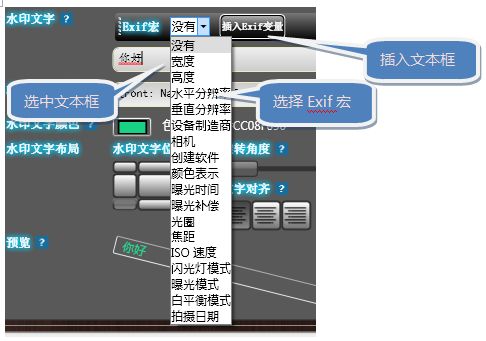 水印文字 ? Exif宏 没有 插入Exif变量
你好
没有
宽度
高度
水平分辨率
垂直分辨率
设备制造商
相机
创建软件
颜色表示
曝光时间
曝光补偿
光圈
焦距
ISO 速度
闪光灯模式
曝光模式
白平衡模式
拍摄日期
插入文本框
选中文本框
选择 Exif 宏
Front: Na
水印文字颜色 ? CC08F090
水印文字布局 水印文字位 转角度 ?
字对齐 ?
预览 ? 你好